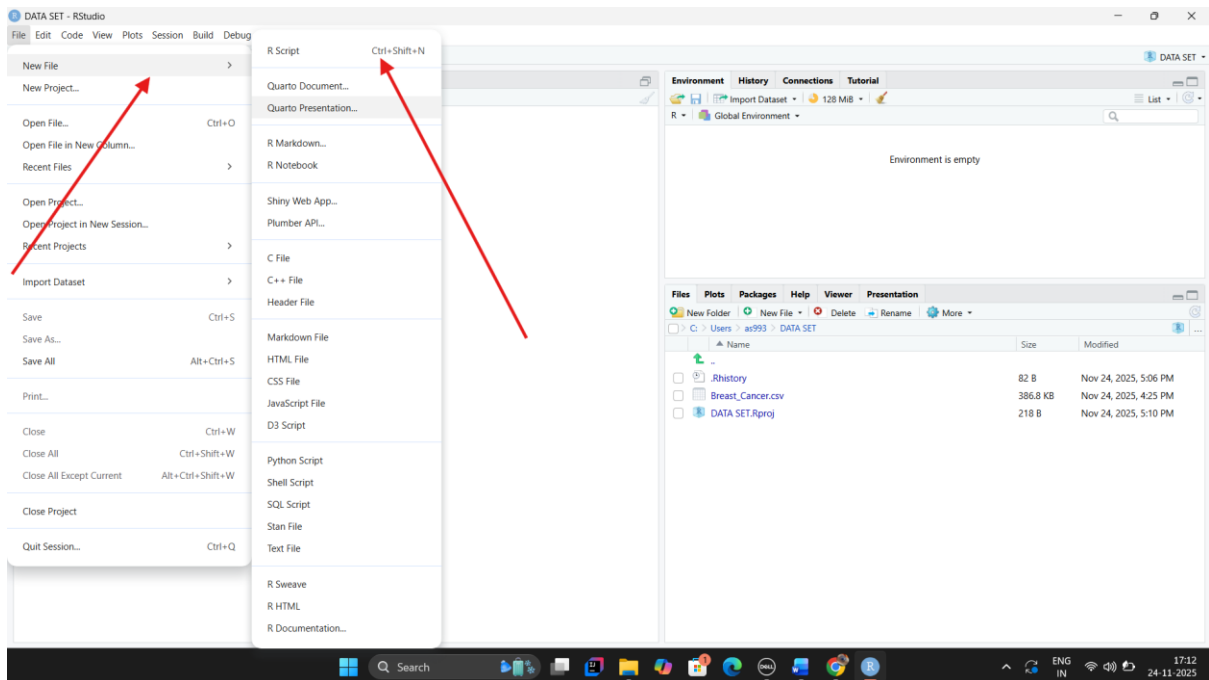 DATA SET - RStudio
File Edit Code View Plots Session Build Debug
New File
New Project...
Open File... Ctrl+O
Open File in New Column...
Recent Files
Open Project...
Open Project in New Session...
Recent Projects
Import Dataset
Save Ctrl+S
Save As...
Save All Alt+Ctrl+S
Print...
Close Ctrl+W
Close All Ctrl+Shift+W
Close All Except Current Alt+Ctrl+Shift+W
Close Project
Quit Session... Ctrl+Q
R Script Ctrl+Shift+N
Quarto Document...
Quarto Presentation...
R Markdown...
R Notebook
Shiny Web App...
Plumber API...
C File
C++ File
Header File
Markdown File
HTML File
CSS File
JavaScript File
D3 Script
Python Script
Shell Script
SQL Script
Stan File
Text File
R Sweave
R HTML
R Documentation...
DATA SET
Environment History Connections Tutorial
Import Dataset 128 MiB List
R Global Environment
Environment is empty
Files Plots Packages Help Viewer Presentation
New Folder New File Delete Rename More
C: > Users > as993 > DATA SET
Name Size Modified
..
.Rhistory 82 B Nov 24, 2025, 5:06 PM
Breast_Cancer.csv 386.8 KB Nov 24, 2025, 4:25 PM
DATA SET.Rproj 218 B Nov 24, 2025, 5:10 PM
Search
ENG 17:12
IN 24-11-2025